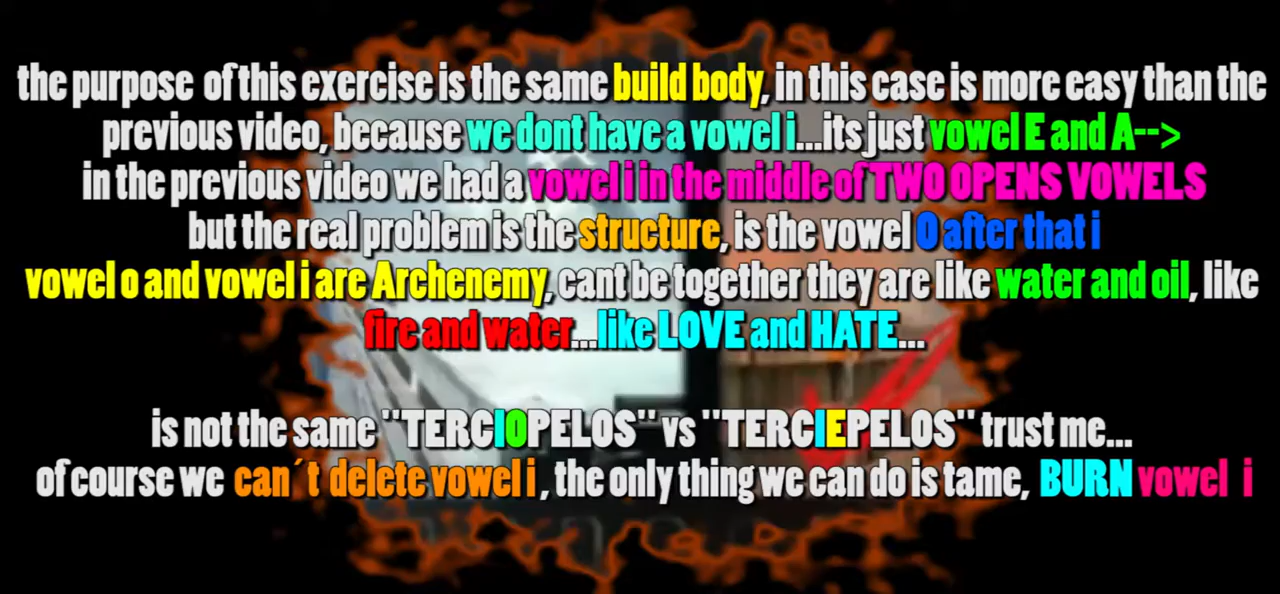 the purpose of this exercise is the same build body, in this case is more easy than the
previous video, because we dont have a vowel i...its just vowel E and A-->
in the previous video we had a vowel i in the middle of TWO OPENS VOWELS
but the real problem is the structure, is the vowel O after that i
vowel o and vowel i are Archenemy, cant be together they are like water and oil, like
fire and water...like LOVE and HATE...
is not the same "TERCIOPELOS" vs "TERCIEPELOS" trust me...
of course we can´t delete vowel i, the only thing we can do is tame, BURN vowel i